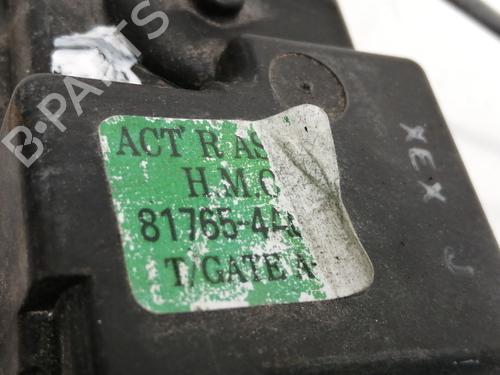 B-PARTS
ACT'R AS
H.M.C
81765-44
T/GATE A
XEX